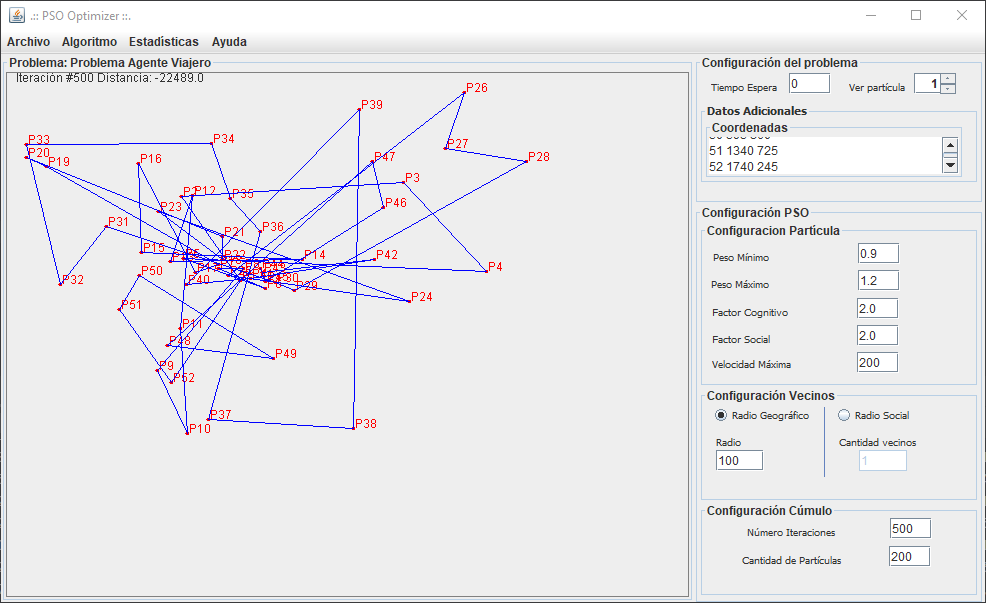 .:: PSO Optimizer ::.
Archivo Algoritmo Estadísticas Ayuda
Problema: Problema Agente Viajero
Iteración #500 Distancia: -22489.0
P26
P39
P27
P28
P33
P34
P20
P19
P16
P47
P3
P12
P35
P46
P23
P31
P36
P21
P15
P22
P14
P42
P4
P50
P32
P40
P29
P24
P51
P11
P48
P49
P9
P52
P37
P10
P38
Configuración del problema
Tiempo Espera 0 Ver partícula 1
Datos Adicionales
Coordenadas
51 1340 725
52 1740 245
Configuración PSO
Configuracion Partícula
Peso Mínimo 0.9
Peso Máximo 1.2
Factor Cognitivo 2.0
Factor Social 2.0
Velocidad Máxima 200
Configuración Vecinos
Radio Geográfico Radio Social
Radio Cantidad vecinos
100 1
Configuración Cúmulo
Número Iteraciones 500
Cantidad de Partículas 200